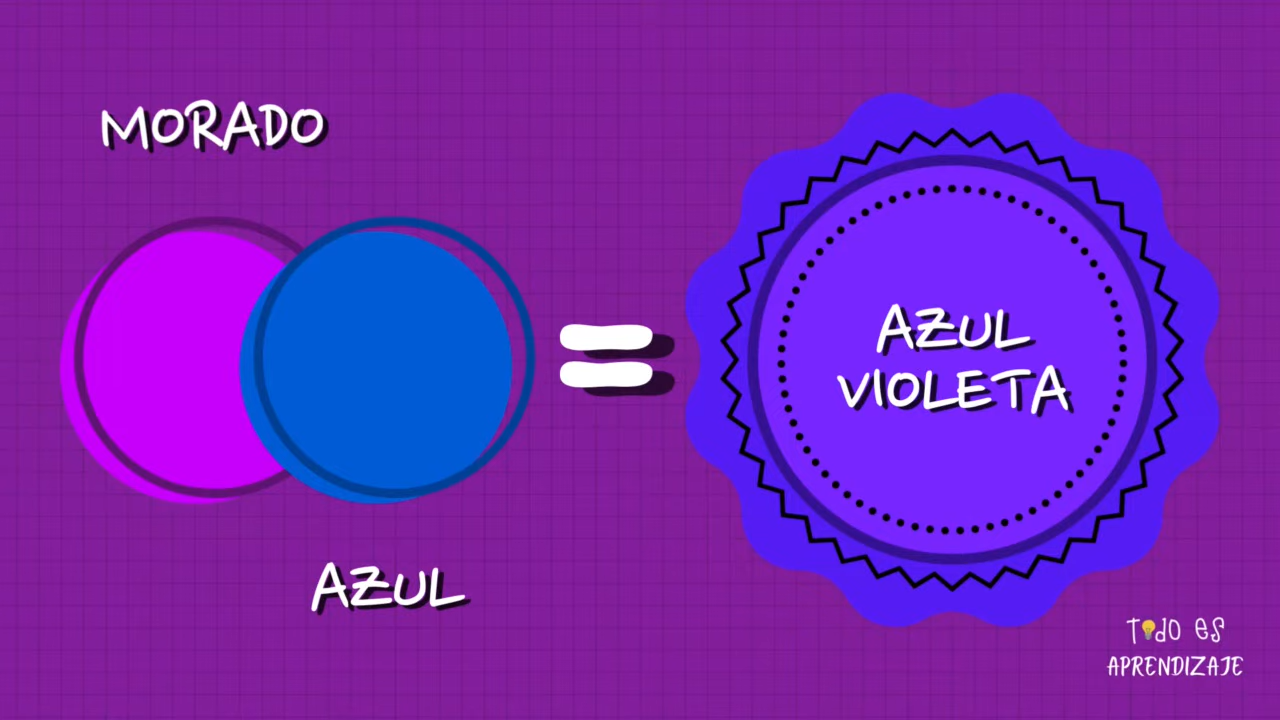 MORADO
AZUL
AZUL
VIOLETA
TODO ES
APRENDIZAJE